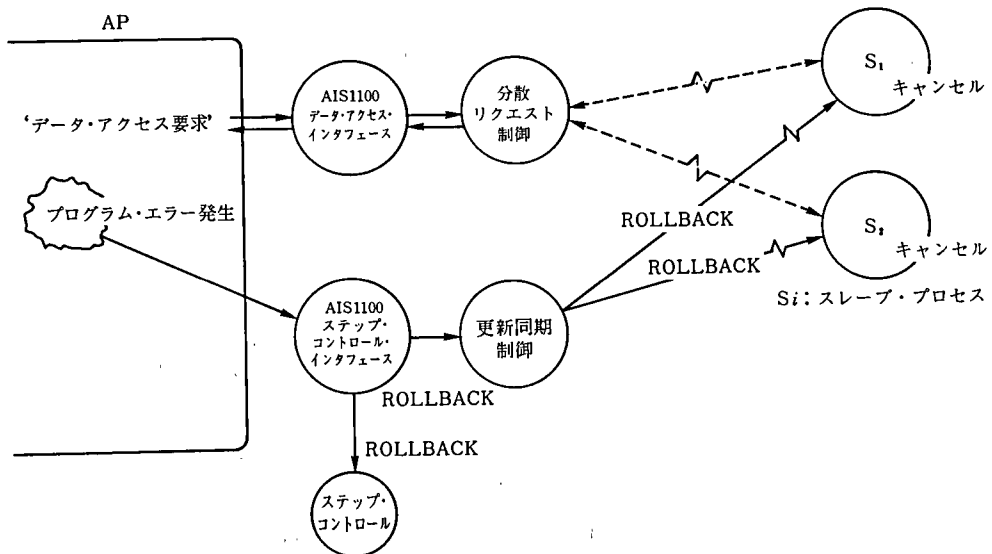 AP
'データ・アクセス要求'
プログラム・エラー発生
AIS1100
データ・アクセス・
インタフェース
分散
リクエスト
制御
S₁
キャンセル
S₂
キャンセル
Si：スレーブ・プロセス
ROLLBACK
ROLLBACK
AIS1100
ステップ・
コントロール・
インタフェース
更新同期
制御
ROLLBACK
ROLLBACK
ステップ・
コントロール